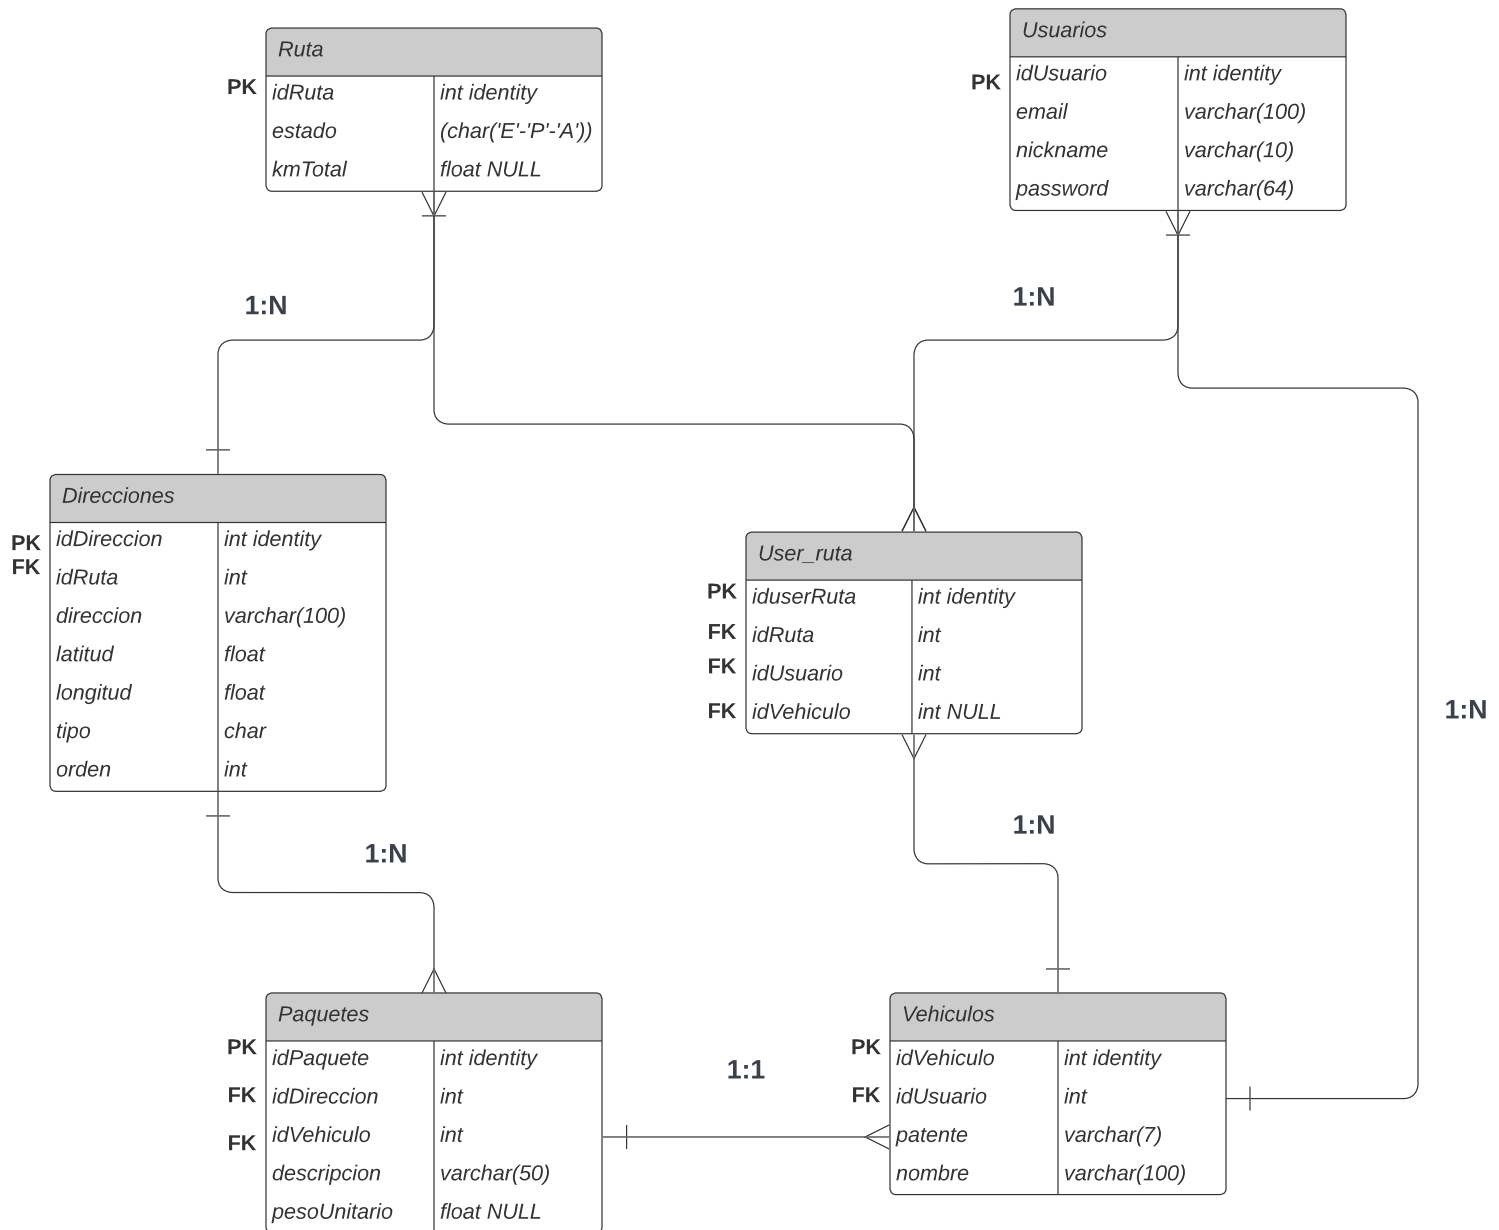 Ruta
PK
idRuta int identity
estado (char('E'-'P'-'A'))
kmTotal float NULL
Usuarios
PK
idUsuario int identity
email varchar(100)
nickname varchar(10)
password varchar(64)
1:N
1:N
Direcciones
PK
FK
idDireccion int identity
idRuta int
direccion varchar(100)
latitud float
longitud float
tipo char
orden int
User_ruta
PK iduserRuta int identity
FK idRuta int
FK idUsuario int
FK idVehiculo int NULL
1:N
1:N
1:N
Paquetes
PK idPaquete int identity
FK idDireccion int
FK idVehiculo int
descripcion varchar(50)
pesoUnitario float NULL
1:1
Vehiculos
PK idVehiculo int identity
FK idUsuario int
patente varchar(7)
nombre varchar(100)